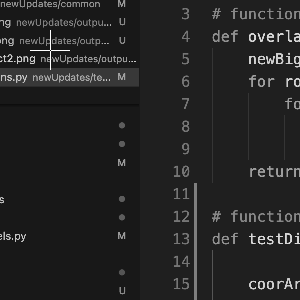 newUpdates/common M
ng newUpdates/outpu... U
png newUpdates/outp... U
ct2.png newUpdates/outpu...
ns.py newUpdates/te... M
M
s
els.py M
U
3 # function
4 def overla
5 newBig
6 for ro
7 fo
8
9
10 return
11
12 # function
13 def testDi
14
15 coorAr